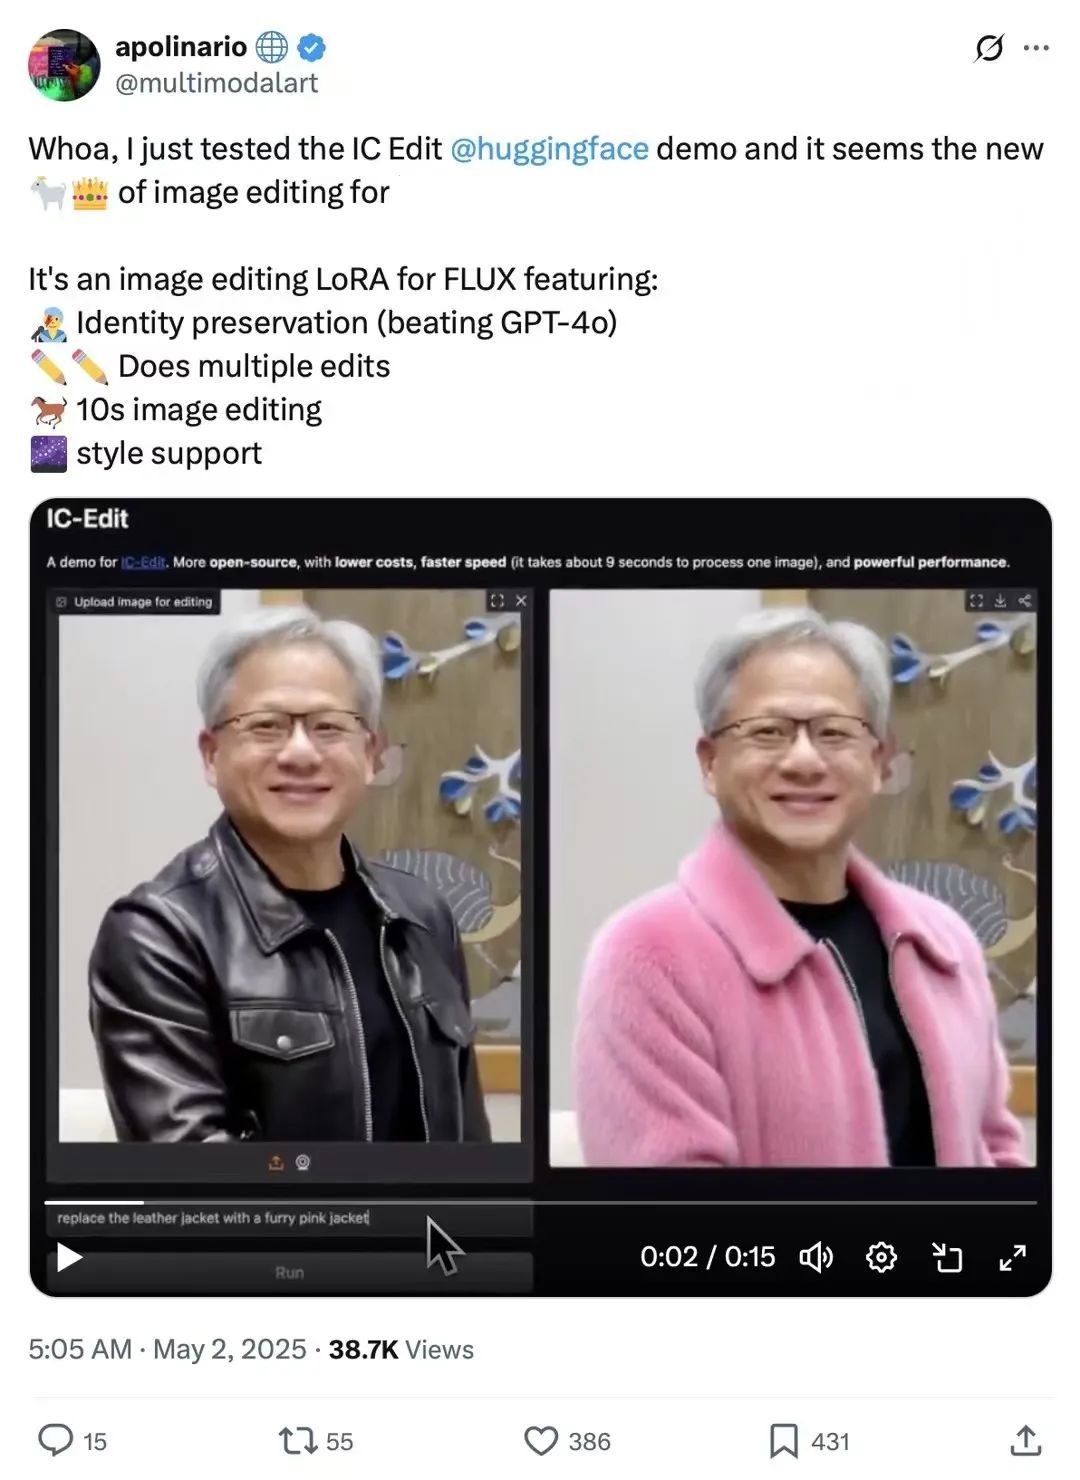 apolinario
@multimodalart
Whoa, I just tested the IC Edit @huggingface demo and it seems the new
🐐👑 of image editing for
It's an image editing LoRA for FLUX featuring:
👩‍🎤 Identity preservation (beating GPT-4o)
✏️✏️ Does multiple edits
🐎 10s image editing
🌌 style support
IC-Edit
A demo for IC-Edit. More open-source, with lower costs, faster speed (it takes about 9 seconds to process one image), and powerful performance.
Upload image for editing
replace the leather jacket with a furry pink jacket
Run
0:02 / 0:15
5:05 AM · May 2, 2025 · 38.7K Views
15 55 386 431